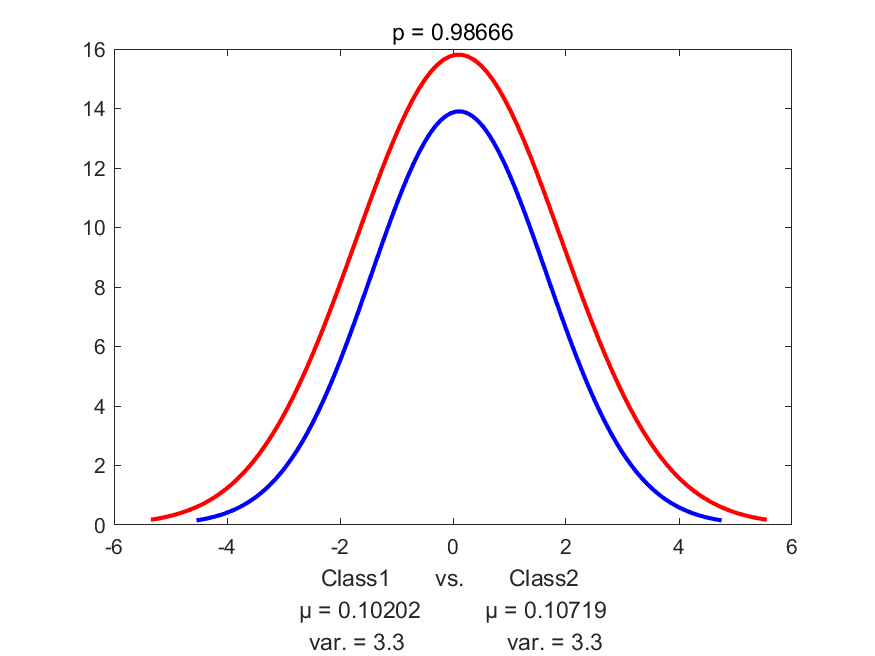 p = 0.98666
16
14
12
10
8
6
4
2
0
-6 -4 -2 0 2 4 6
Class1 vs. Class2
μ = 0.10202 μ = 0.10719
var. = 3.3 var. = 3.3